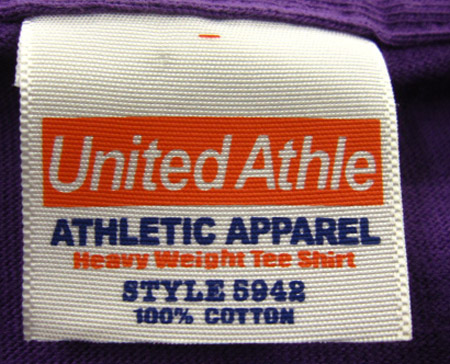 United Athle
ATHLETIC APPAREL
Heavy Weight Tee Shirt
STYLE 5942
100% COTTON